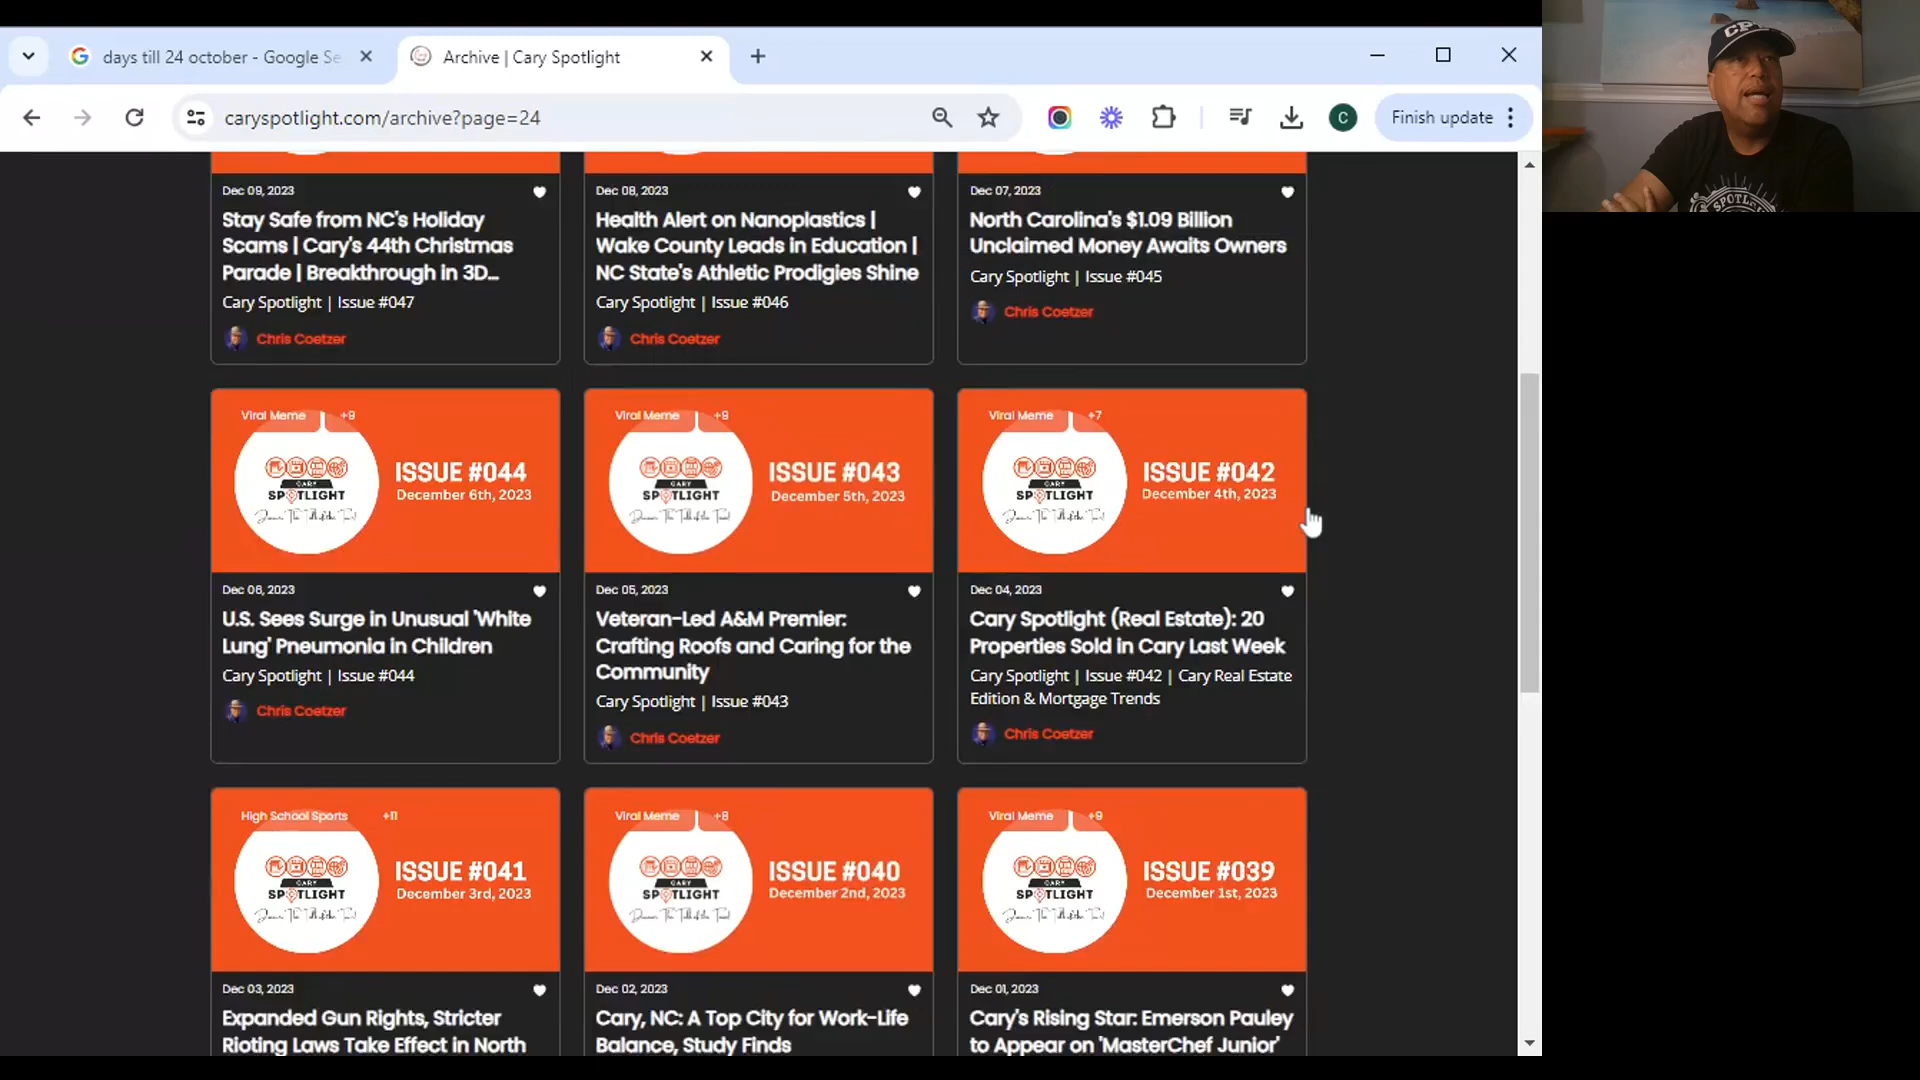 days till 24 october - Google Se
Archive | Cary Spotlight
caryspotlight.com/archive?page=24
C
Finish update
CP
SPOTL
Dec 09, 2023
Stay Safe from NC's Holiday
Scams | Cary's 44th Christmas
Parade | Breakthrough in 3D...
Cary Spotlight | Issue #047
Chris Coetzer
Dec 08, 2023
Health Alert on Nanoplastics |
Wake County Leads in Education |
NC State's Athletic Prodigies Shine
Cary Spotlight | Issue #046
Chris Coetzer
Dec 07, 2023
North Carolina's $1.09 Billion
Unclaimed Money Awaits Owners
Cary Spotlight | Issue #045
Chris Coetzer
Viral Meme
+9
CARY
SPOTLIGHT
ISSUE #044
December 6th, 2023
Dec 06, 2023
U.S. Sees Surge in Unusual 'White
Lung' Pneumonia in Children
Cary Spotlight | Issue #044
Chris Coetzer
Viral Meme
+9
CARY
SPOTLIGHT
ISSUE #043
December 5th, 2023
Dec 05, 2023
Veteran-Led A&M Premier:
Crafting Roofs and Caring for the
Community
Cary Spotlight | Issue #043
Chris Coetzer
Viral Meme
+7
CARY
SPOTLIGHT
ISSUE #042
December 4th, 2023
Dec 04, 2023
Cary Spotlight (Real Estate): 20
Properties Sold in Cary Last Week
Cary Spotlight | Issue #042 | Cary Real Estate
Edition & Mortgage Trends
Chris Coetzer
High School Sports
+11
CARY
SPOTLIGHT
ISSUE #041
December 3rd, 2023
Dec 03, 2023
Expanded Gun Rights, Stricter
Rioting Laws Take Effect in North
Viral Meme
+8
CARY
SPOTLIGHT
ISSUE #040
December 2nd, 2023
Dec 02, 2023
Cary, NC: A Top City for Work-Life
Balance, Study Finds
Viral Meme
+9
CARY
SPOTLIGHT
ISSUE #039
December 1st, 2023
Dec 01, 2023
Cary's Rising Star: Emerson Pauley
to Appear on 'MasterChef Junior'